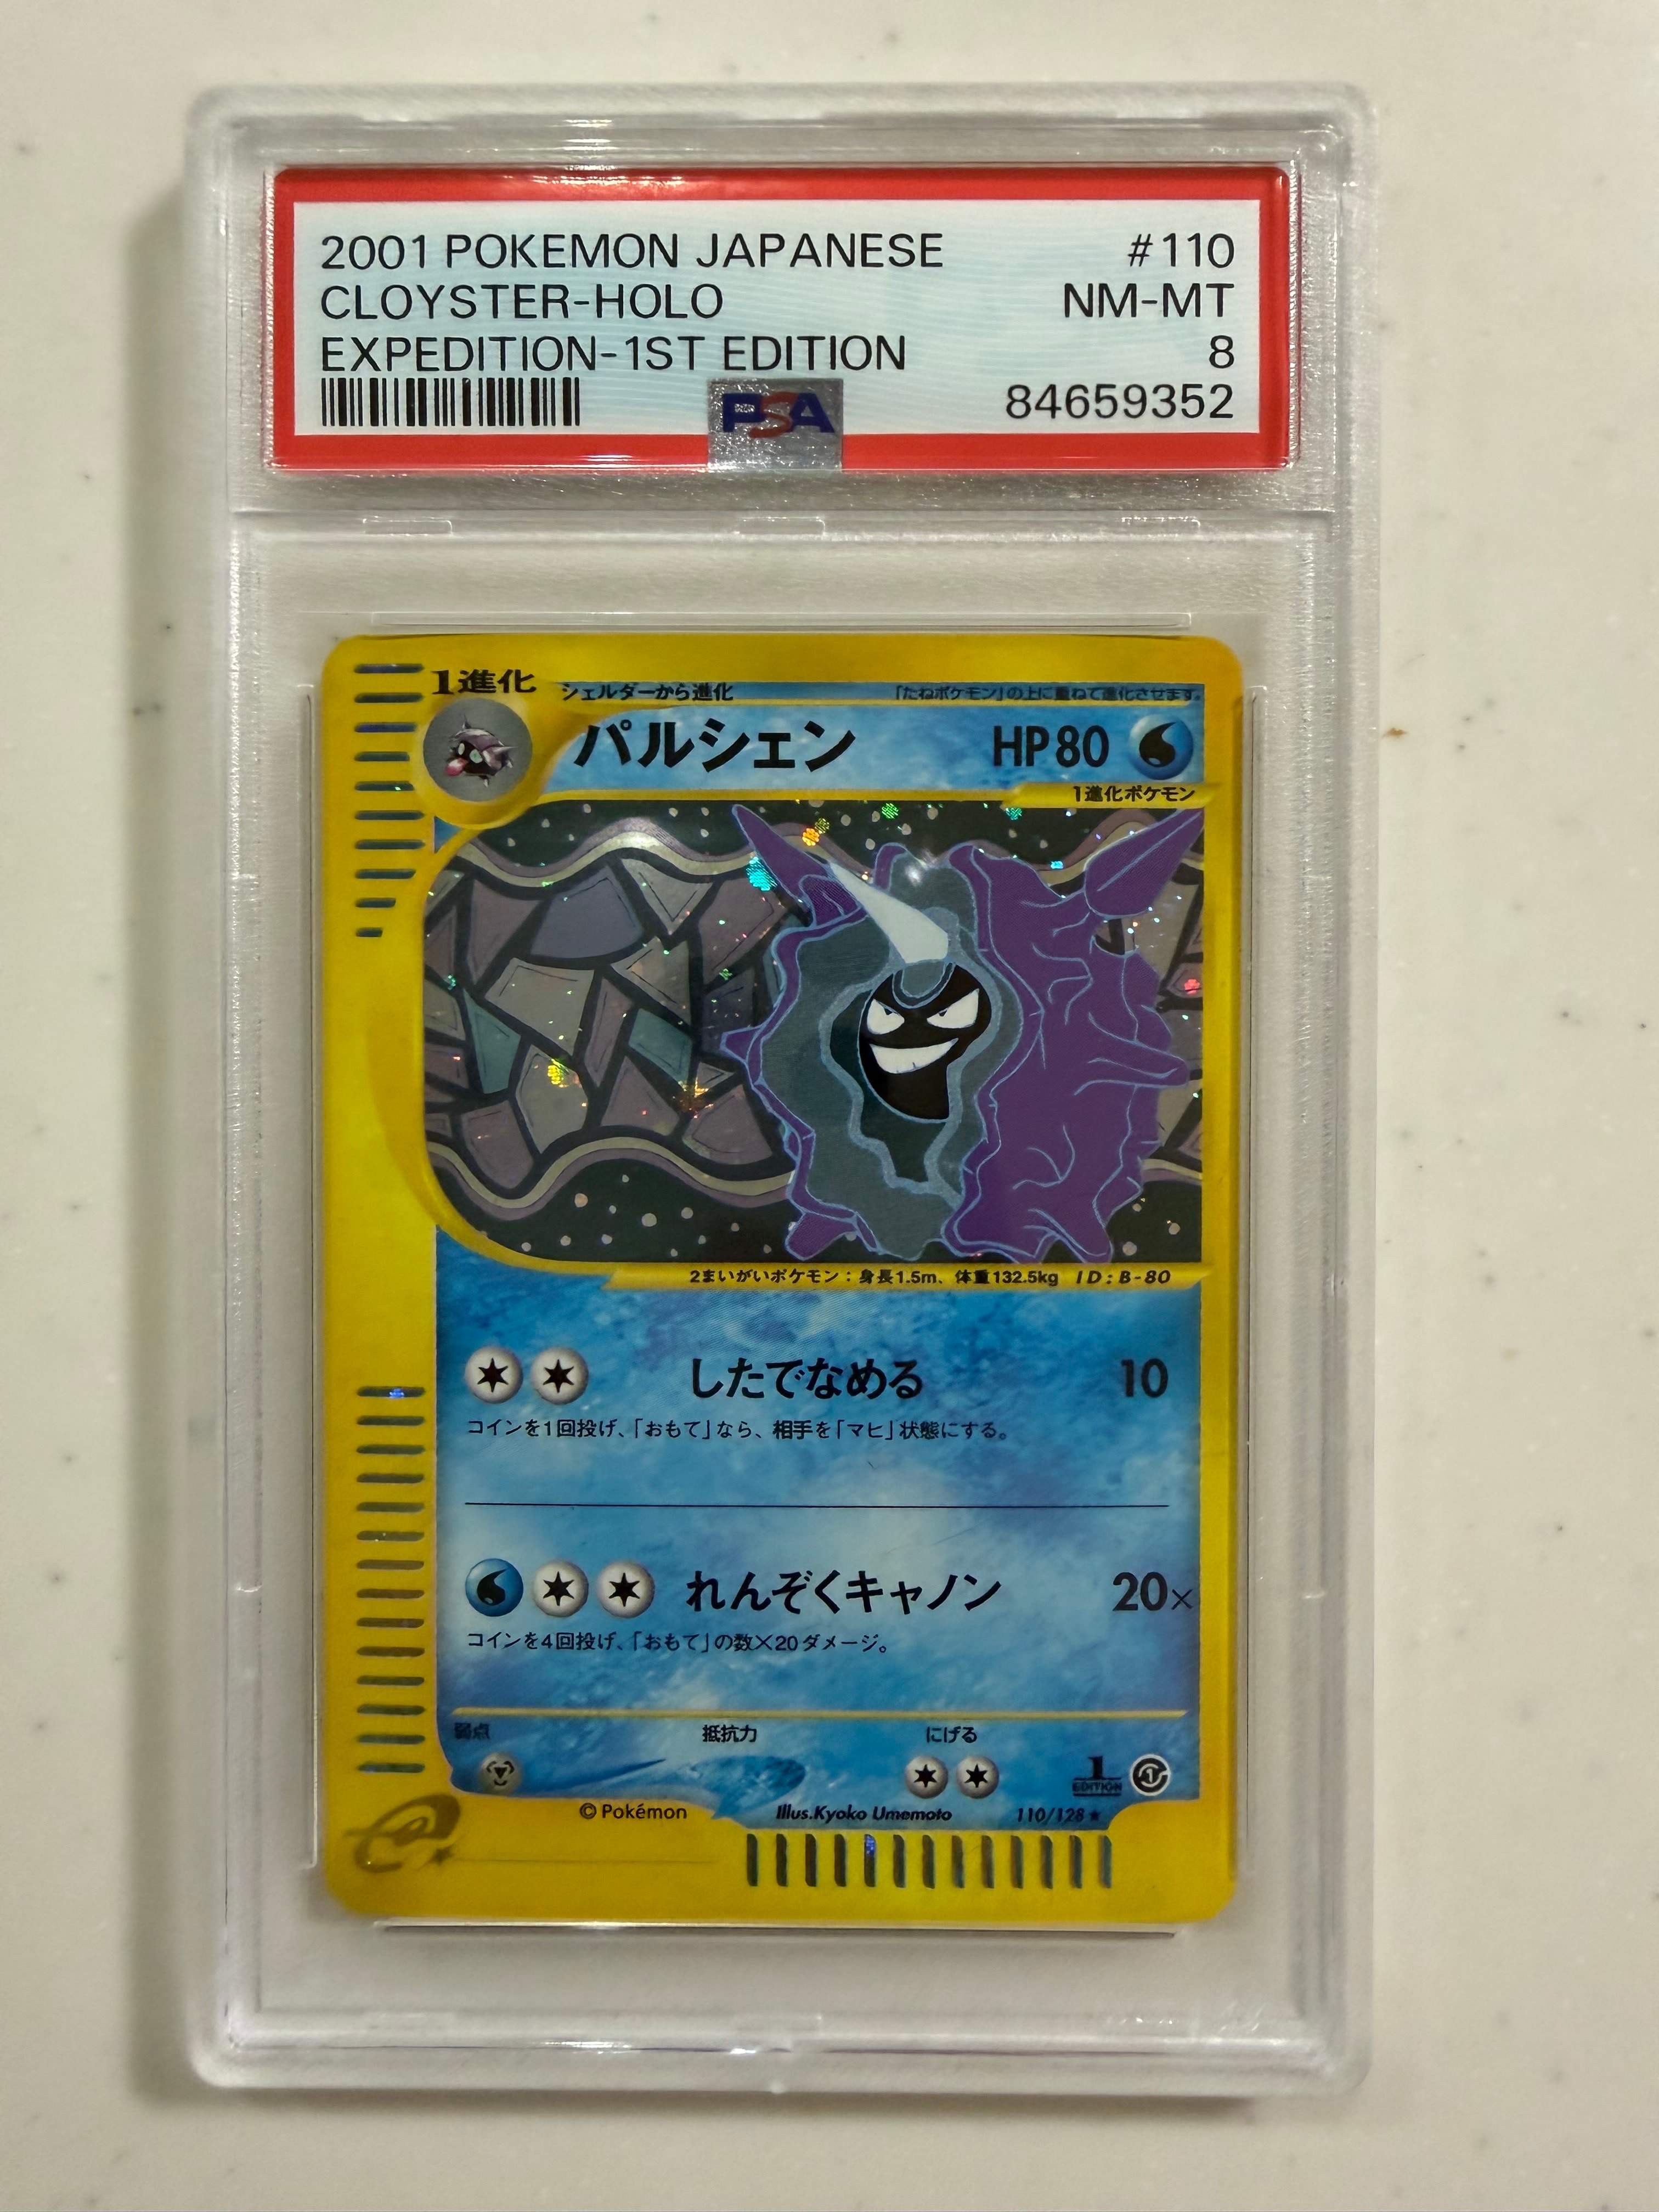 2001 POKEMON JAPANESE #110
CLOYSTER-HOLO NM-MT
EXPEDITION-1ST EDITION 8
PSA 84659352
1進化 シェルダーから進化 「たねポケモン」の上に重ねて進化させます。
パルシェン HP80
1進化ポケモン
2まいがいポケモン：身長1.5m、体重132.5kg ID:B-80
したでなめる 10
コインを1回投げ、「おもて」なら、相手を「マヒ」状態にする。
れんぞくキャノン 20×
コインを4回投げ、「おもて」の数×20ダメージ。
弱点 抵抗力 にげる
1 EDITION 1
©Pokémon Illus.Kyoko Umemoto 110/128★
e